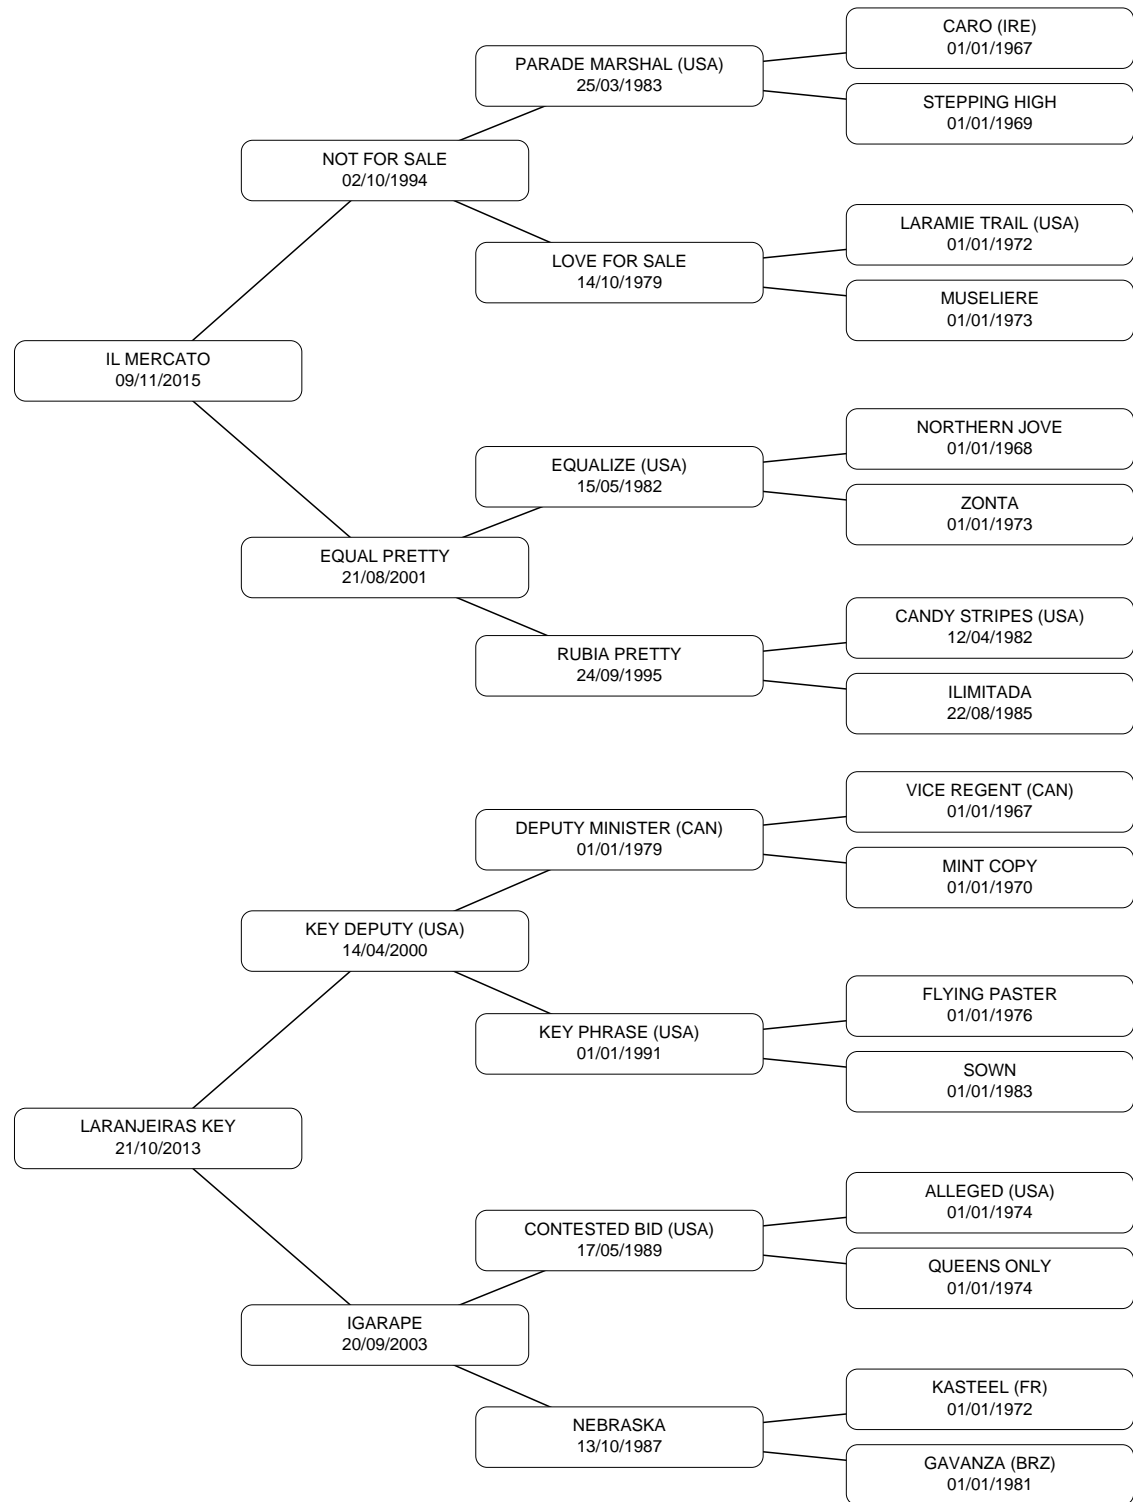 CARO (IRE)
01/01/1967
PARADE MARSHAL (USA)
25/03/1983
STEPPING HIGH
01/01/1969
NOT FOR SALE
02/10/1994
LARAMIE TRAIL (USA)
01/01/1972
LOVE FOR SALE
14/10/1979
MUSELIERE
01/01/1973
IL MERCATO
09/11/2015
NORTHERN JOVE
01/01/1968
EQUALIZE (USA)
15/05/1982
ZONTA
01/01/1973
EQUAL PRETTY
21/08/2001
CANDY STRIPES (USA)
12/04/1982
RUBIA PRETTY
24/09/1995
ILIMITADA
22/08/1985
VICE REGENT (CAN)
01/01/1967
DEPUTY MINISTER (CAN)
01/01/1979
MINT COPY
01/01/1970
KEY DEPUTY (USA)
14/04/2000
FLYING PASTER
01/01/1976
KEY PHRASE (USA)
01/01/1991
SOWN
01/01/1983
LARANJEIRAS KEY
21/10/2013
ALLEGED (USA)
01/01/1974
CONTESTED BID (USA)
17/05/1989
QUEENS ONLY
01/01/1974
IGARAPE
20/09/2003
KASTEEL (FR)
01/01/1972
NEBRASKA
13/10/1987
GAVANZA (BRZ)
01/01/1981